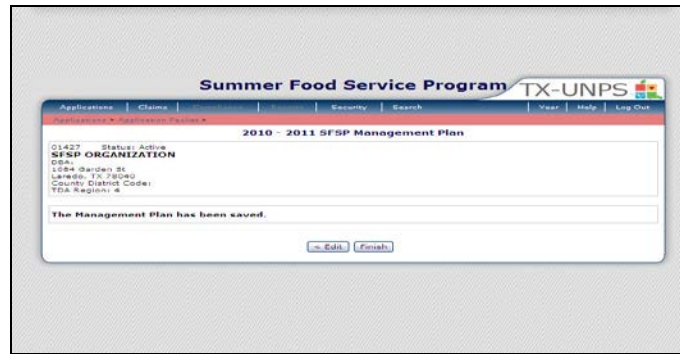 Summer Food Service Program
TX-UNPS
Applications | Claims | | | Security | Search | Year | Help | Log Out
Applications > Application Packet >
2010 - 2011 SFSP Management Plan
01427 Status: Active
SFSP ORGANIZATION
DBA:
1084 Garden St
Laredo, TX 78040
County District Code:
TDA Region: 4
The Management Plan has been saved.
< Edit Finish